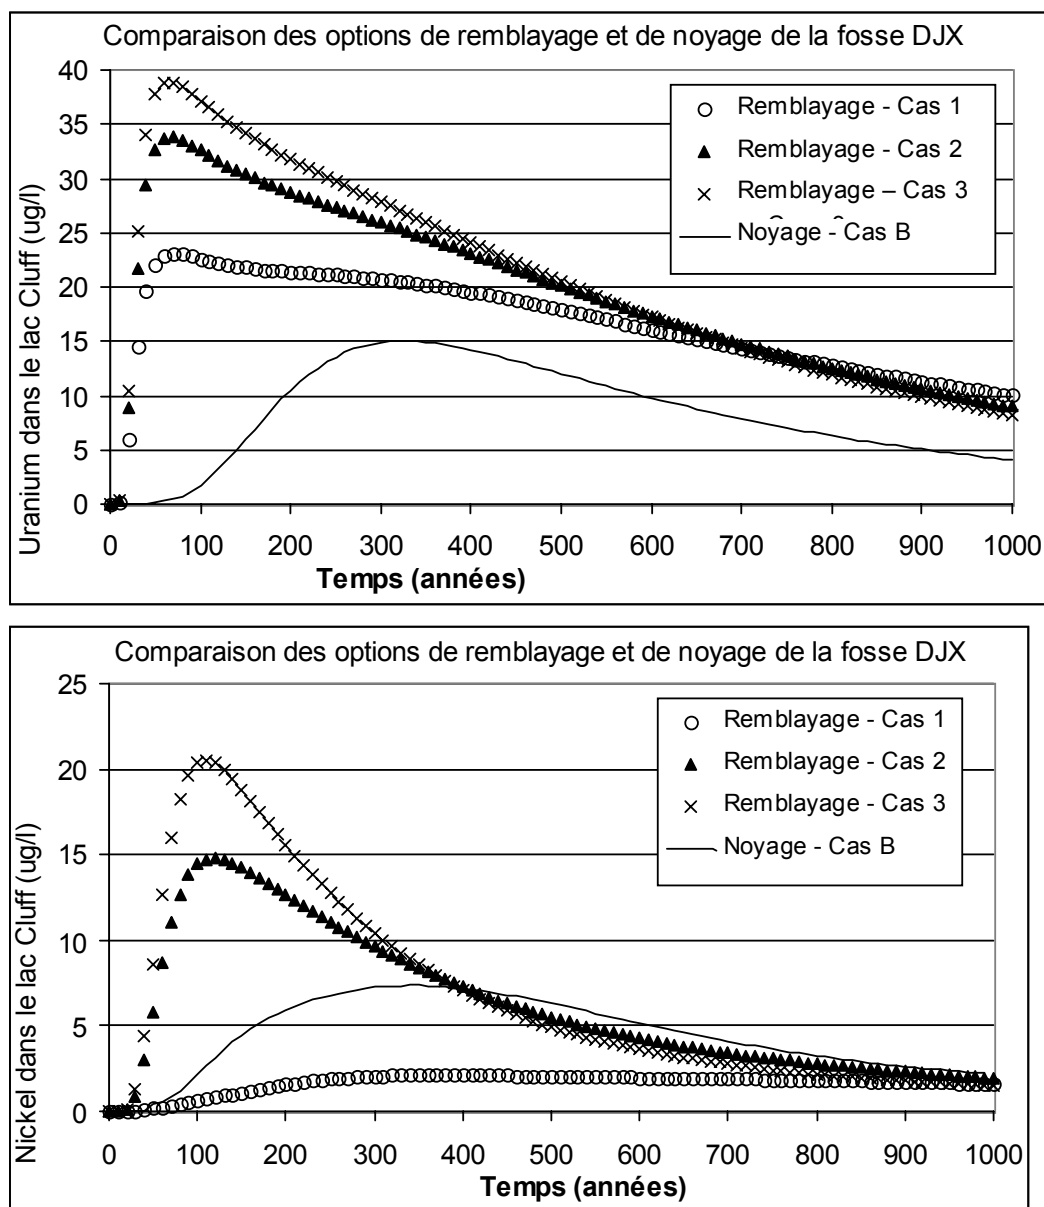 Comparaison des options de remblayage et de noyage de la fosse DJX
Uranium dans le lac Cluff (ug/l)
40
35
30
25
20
15
10
5
0
Remblayage - Cas 1
Remblayage - Cas 2
Remblayage – Cas 3
Noyage - Cas B
0 100 200 300 400 500 600 700 800 900 1000
Temps (années)
Comparaison des options de remblayage et de noyage de la fosse DJX
Nickel dans le lac Cluff (ug/l)
25
20
15
10
5
0
Remblayage - Cas 1
Remblayage - Cas 2
Remblayage - Cas 3
Noyage - Cas B
0 100 200 300 400 500 600 700 800 900 1000
Temps (années)